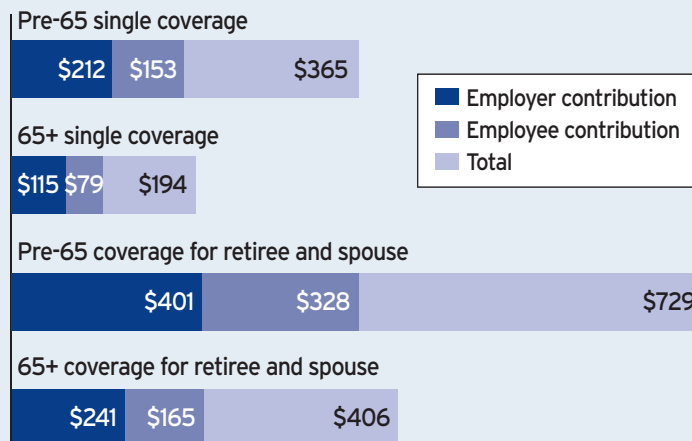 Pre-65 single coverage
$212 $153 $365
Employer contribution
Employee contribution
Total
65+ single coverage
$115 $79 $194
Pre-65 coverage for retiree and spouse
$401 $328 $729
65+ coverage for retiree and spouse
$241 $165 $406